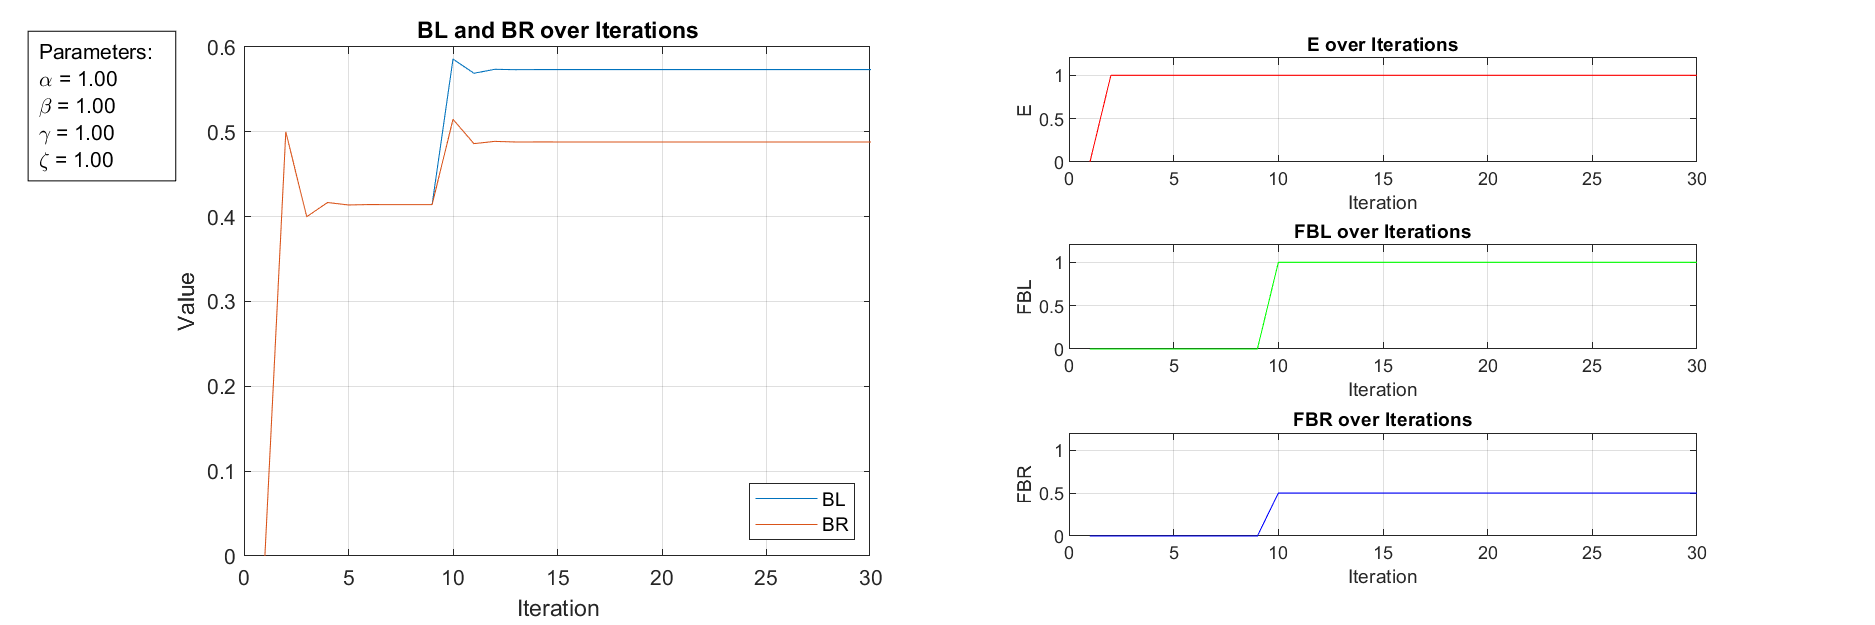 Parameters:
α = 1.00
β = 1.00
γ = 1.00
ζ = 1.00
BL and BR over Iterations
0.6
0.5
0.4
0.3
0.2
0.1
0
Value
0 5 10 15 20 25 30
Iteration
BL
BR
E over Iterations
1
0.5
0
E
0 5 10 15 20 25 30
Iteration
FBL over Iterations
1
0.5
0
FBL
0 5 10 15 20 25 30
Iteration
FBR over Iterations
1
0.5
0
FBR
0 5 10 15 20 25 30
Iteration